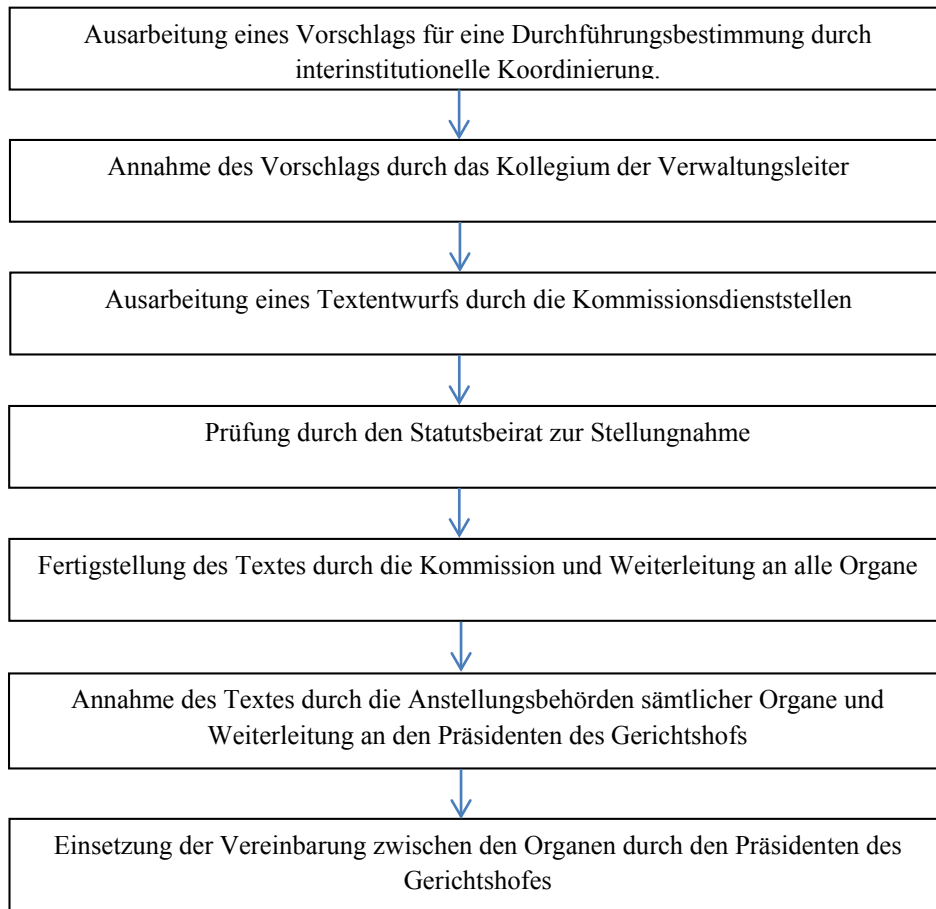 Ausarbeitung eines Vorschlags für eine Durchführungsbestimmung durch
interinstitutionelle Koordinierung.
Annahme des Vorschlags durch das Kollegium der Verwaltungsleiter
Ausarbeitung eines Textentwurfs durch die Kommissionsdienststellen
Prüfung durch den Statutsbeirat zur Stellungnahme
Fertigstellung des Textes durch die Kommission und Weiterleitung an alle Organe
Annahme des Textes durch die Anstellungsbehörden sämtlicher Organe und
Weiterleitung an den Präsidenten des Gerichtshofs
Einsetzung der Vereinbarung zwischen den Organen durch den Präsidenten des
Gerichtshofes